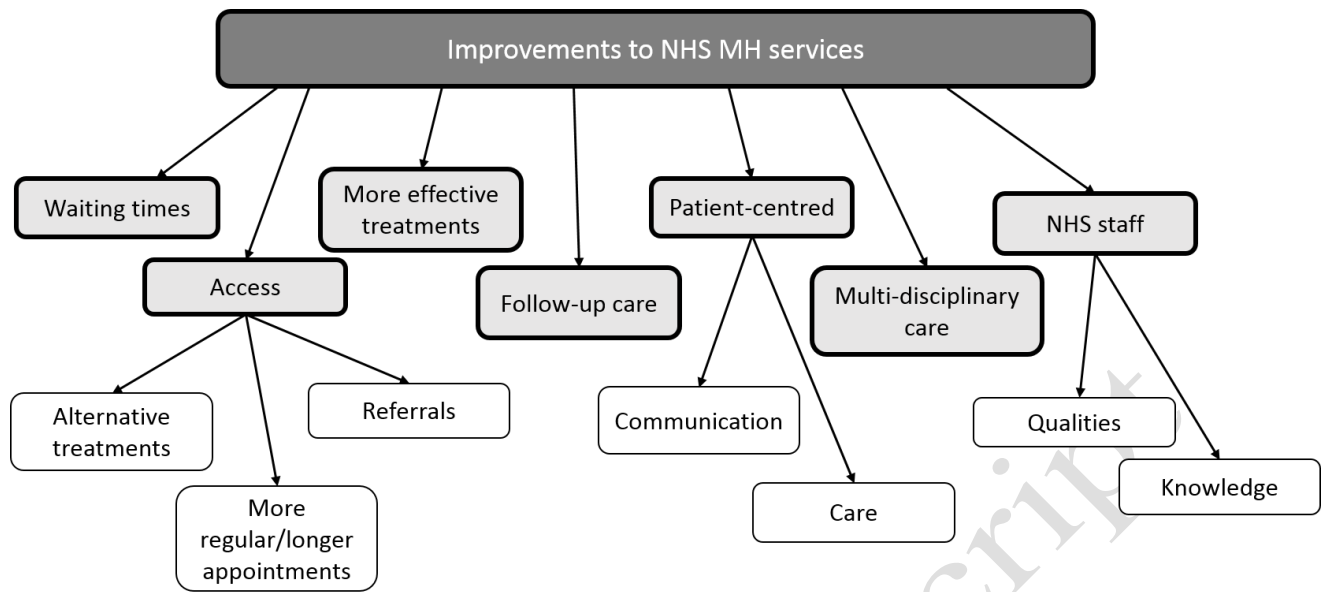 Improvements to NHS MH services
Waiting times
More effective
treatments
Patient-centred
NHS staff
Access
Follow-up care
Multi-disciplinary
care
Alternative
treatments
Referrals
More
regular/longer
appointments
Communication
Care
Qualities
Knowledge
cript